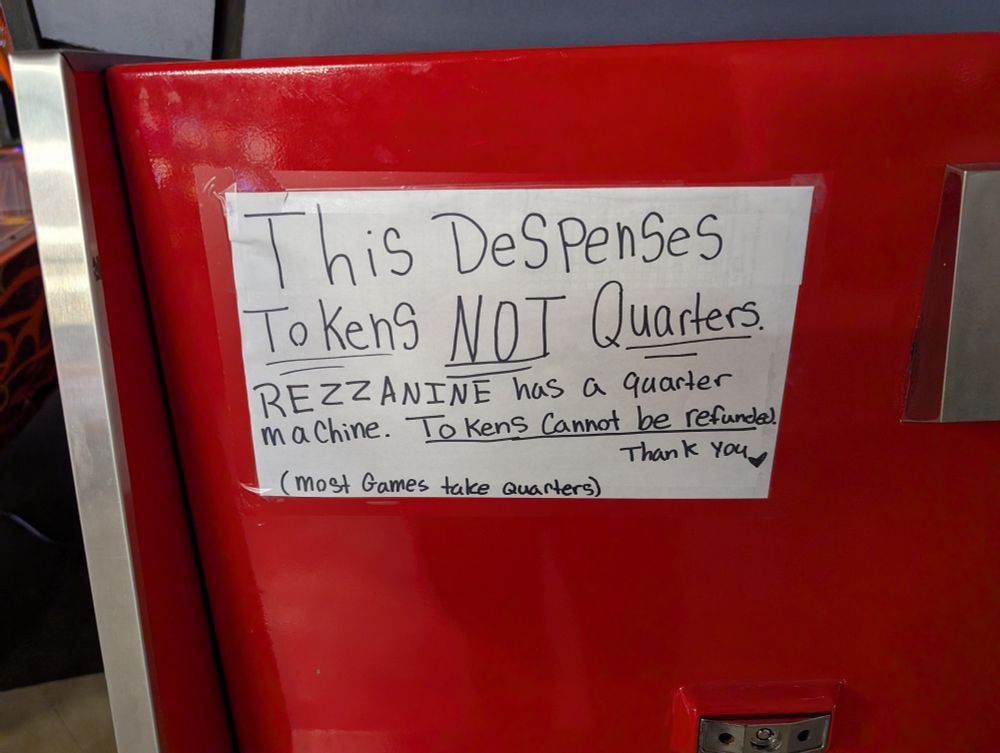 This DeSpenSes
Tokens NOT Quarters.
REZZANINE has a quarter
machine. Tokens Cannot be refunded.
Thank you
(most Games take Quarters)